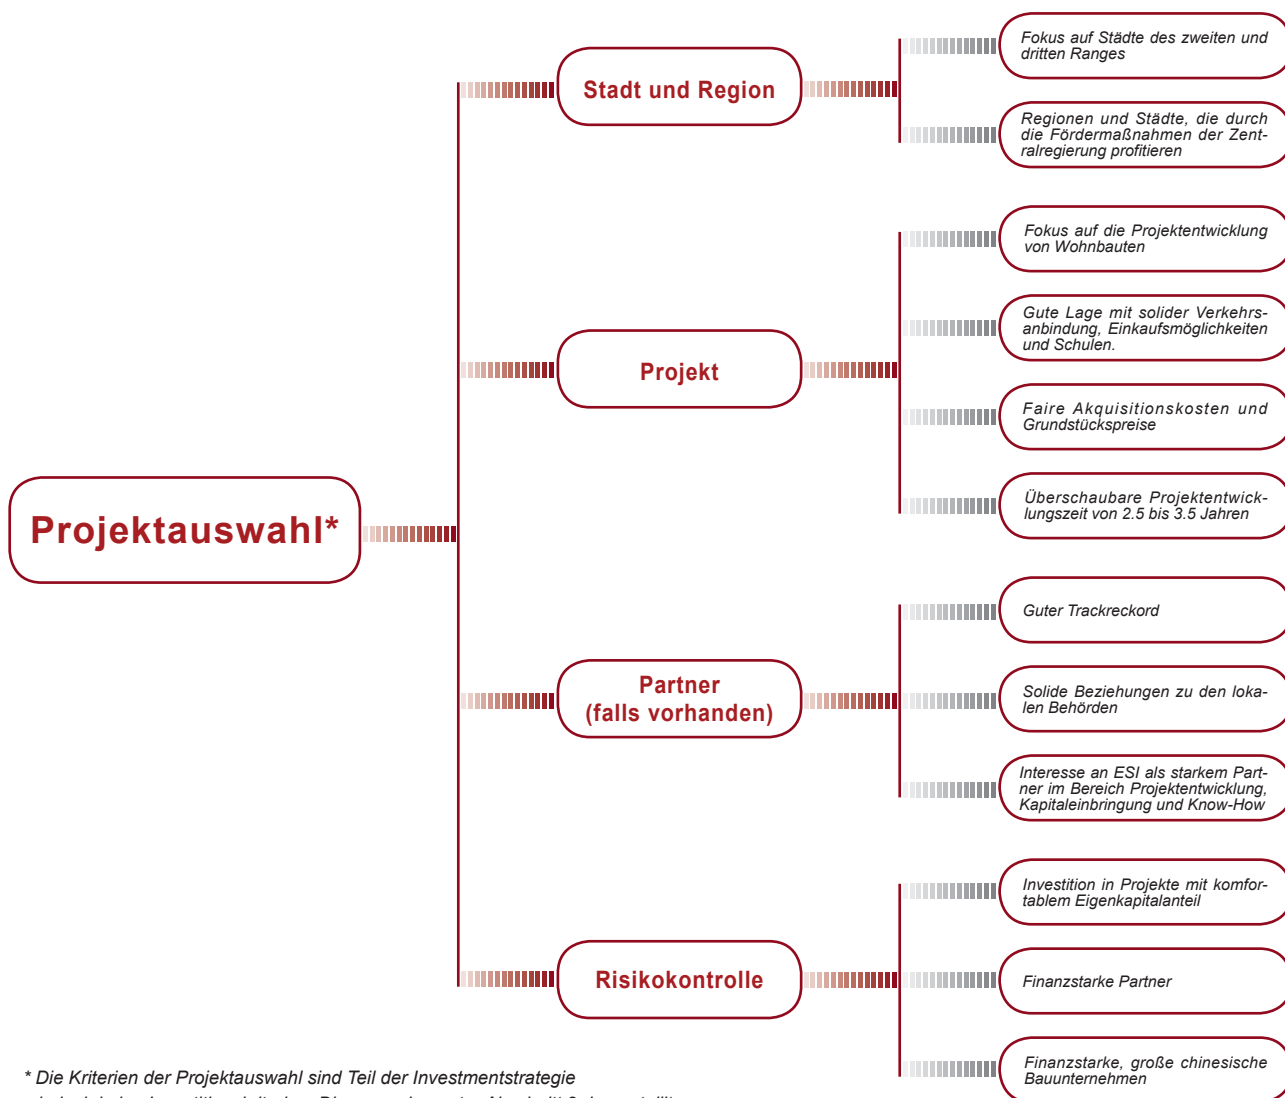 Projektauswahl*
Stadt und Region
Fokus auf Städte des zweiten und
dritten Ranges
Regionen und Städte, die durch
die Fördermaßnahmen der Zent-
ralregierung profitieren
Projekt
Fokus auf die Projektentwicklung
von Wohnbauten
Gute Lage mit solider Verkehrs-
anbindung, Einkaufsmöglichkeiten
und Schulen.
Faire Akquisitionskosten und
Grundstückspreise
Überschaubare Projektentwick-
lungszeit von 2.5 bis 3.5 Jahren
Partner
(falls vorhanden)
Guter Trackreckord
Solide Beziehungen zu den loka-
len Behörden
Interesse an ESI als starkem Part-
ner im Bereich Projektentwicklung,
Kapitaleinbringung und Know-How
Risikokontrolle
Investition in Projekte mit komfor-
tablem Eigenkapitalanteil
Finanzstarke Partner
Finanzstarke, große chinesische
Bauunternehmen
* Die Kriterien der Projektauswahl sind Teil der Investmentstrategie